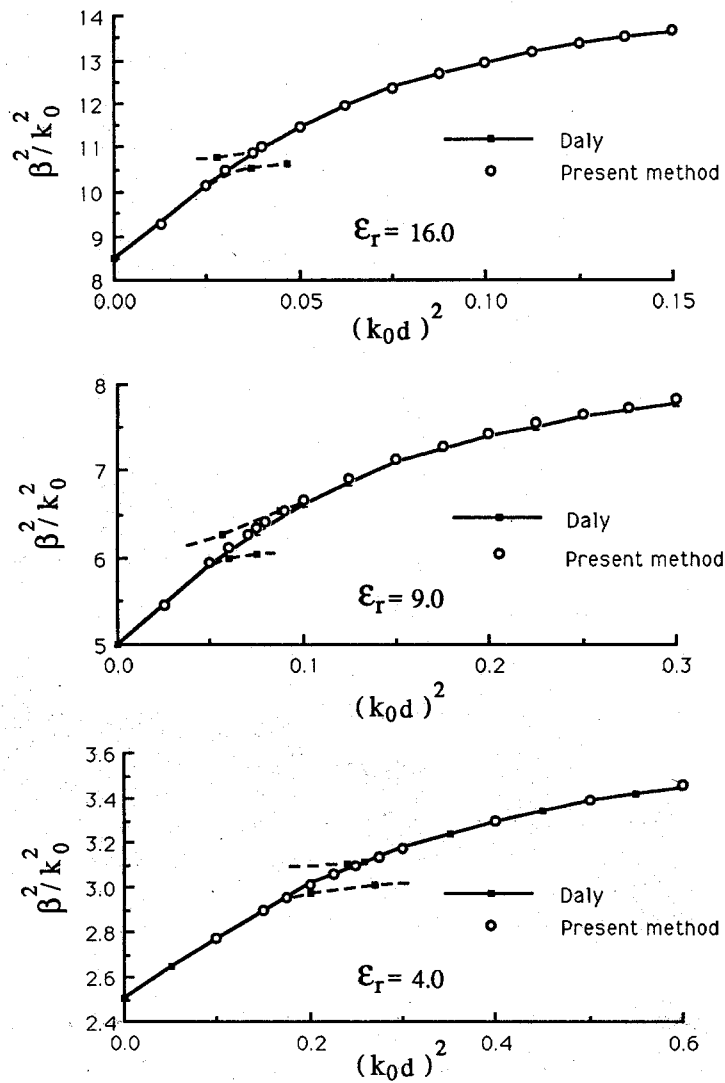 14
13
12
11
10
9
8
β²/k₀²
Daly
Present method
εr = 16.0
0.00
0.05
0.10
0.15
(k₀d)²
8
7
6
5
β²/k₀²
Daly
Present method
εr = 9.0
0.0
0.1
0.2
0.3
(k₀d)²
3.6
3.4
3.2
3.0
2.8
2.6
2.4
β²/k₀²
Daly
Present method
εr = 4.0
0.0
0.2
0.4
0.6
(k₀d)²